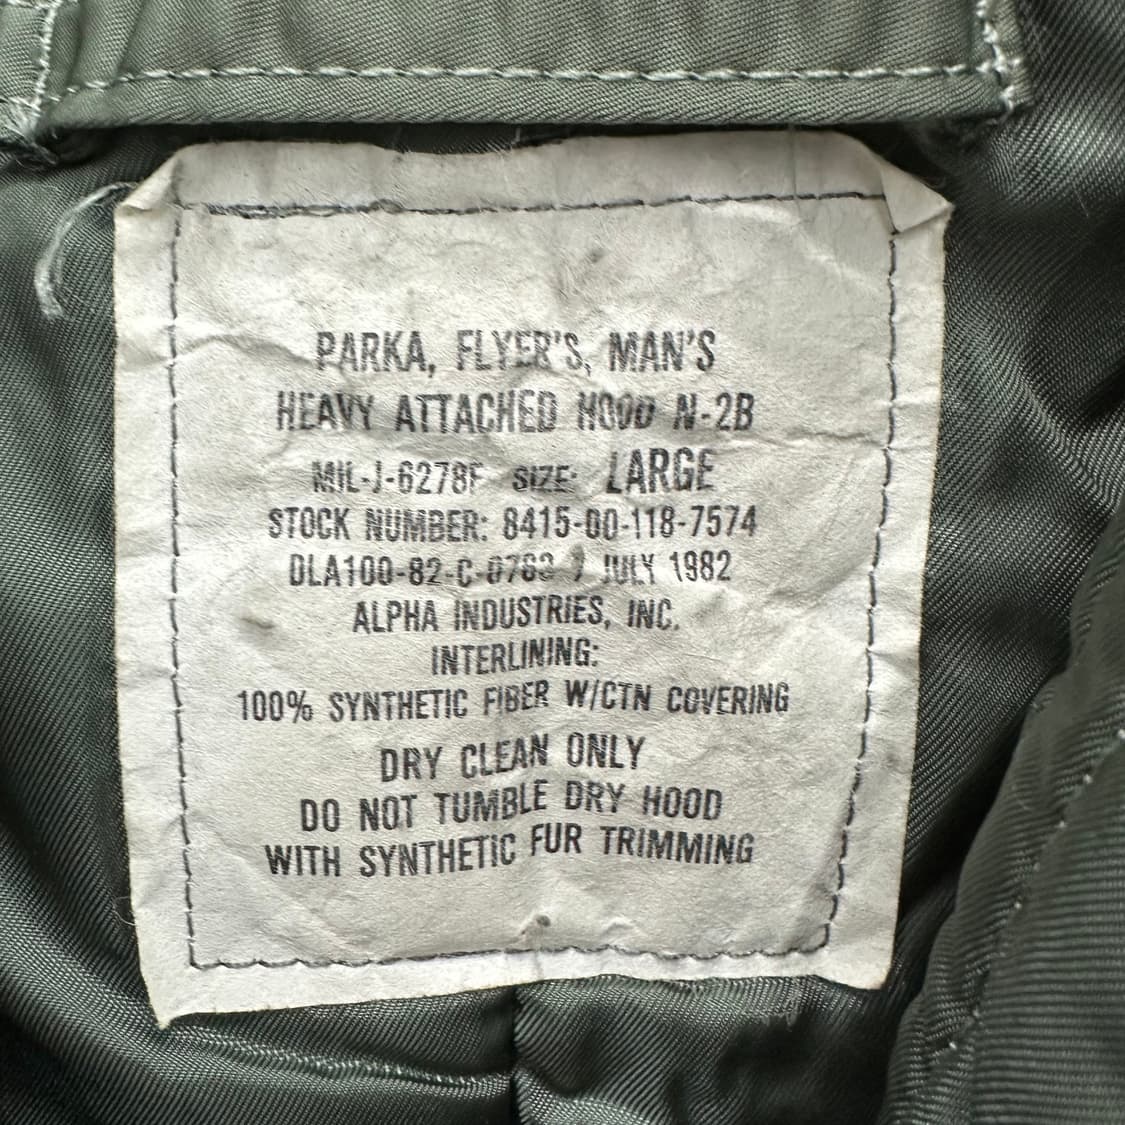 PARKA, FLYER'S, MAN'S
HEAVY ATTACHED HOOD N-2B
MIL-J-6278F SIZE: LARGE
STOCK NUMBER: 8415-00-118-7574
JULY 1982
ALPHA INDUSTRIES, INC.
INTERLINING:
100% SYNTHETIC FIBER W/CTN COVERING
DRY CLEAN ONLY
DO NOT TUMBLE DRY HOOD
WITH SYNTHETIC FUR TRIMMING